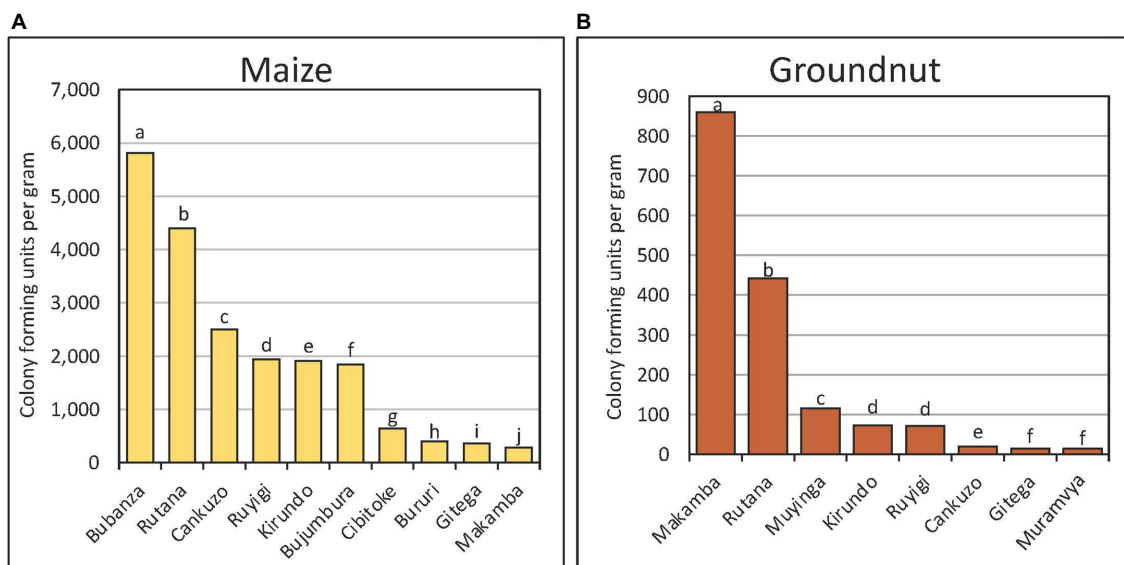 A
Maize
Colony forming units per gram
7,000
6,000
5,000
4,000
3,000
2,000
1,000
0
a
b
c
d
e
f
g
h
i
j
Bubanza
Rutana
Cankuzo
Ruyigi
Kirundo
Bujumbura
Cibitoke
Bururi
Gitega
Makamba
B
Groundnut
Colony forming units per gram
900
800
700
600
500
400
300
200
100
0
a
b
c
d
d
e
f
f
Makamba
Rutana
Muyinga
Kirundo
Ruyigi
Cankuzo
Gitega
Muramvya